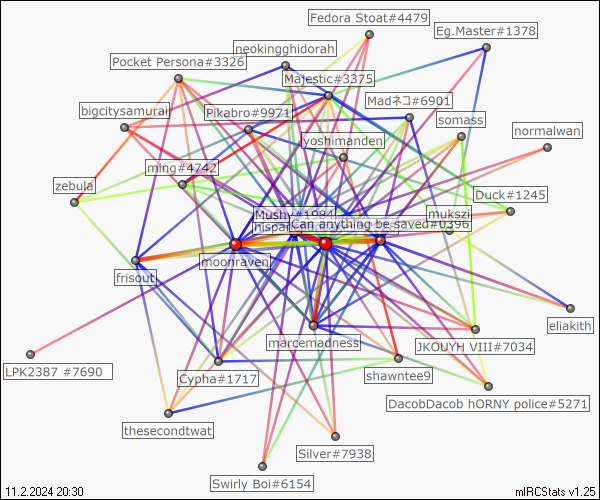 Fedora Stoat#4479
Eg.Master#1378
neokingghidorah
Pocket Persona#3326
Majestic#3375
Madネコ#6901
bigcitysamurai
Pikabro#9971
somass
normalwan
yoshimanden
ming#4742
zebuja
Duck#1245
Mushy#1984
mukszi
Can anything be saved#0396
moonraven
frisout
eliakith
marcemadness
JKOUYH VIII#7034
LPK2387 #7690
Cypha#1717
shawntee9
DacobDacob hORNY police#5271
thesecondtwat
Silver#7938
Swirly Boi#6154
11.2.2024 20:30
mIRCStats v1.25